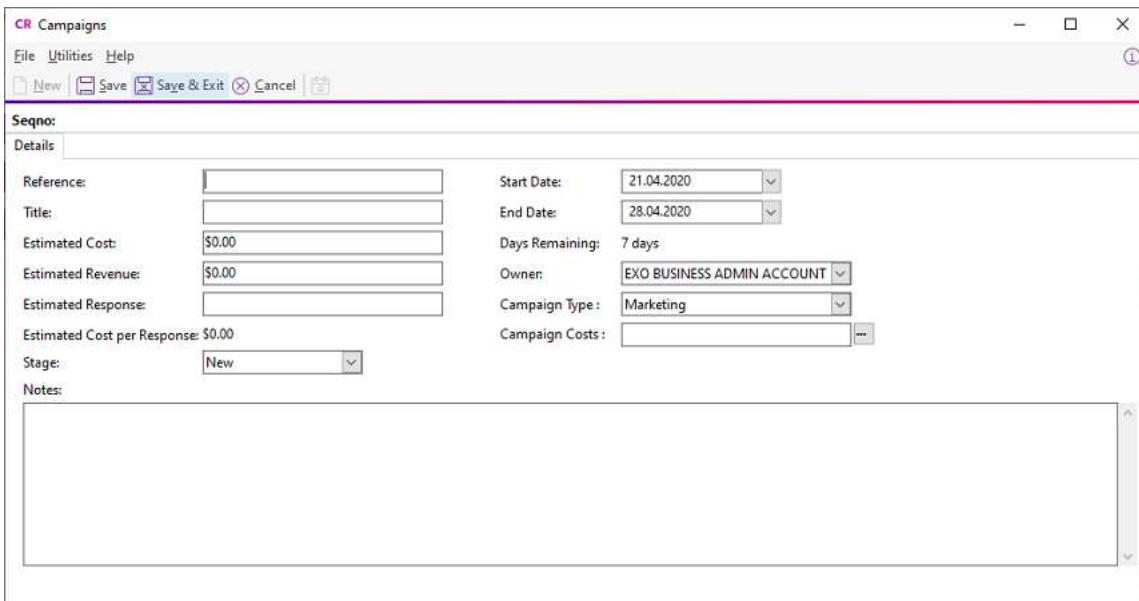 CR Campaigns
File Utilities Help
New Save Save & Exit Cancel
Seqno:
Details
Reference:
Start Date: 21.04.2020
Title:
End Date: 28.04.2020
Estimated Cost: $0.00
Days Remaining: 7 days
Estimated Revenue: $0.00
Owner: EXO BUSINESS ADMIN ACCOUNT
Estimated Response:
Campaign Type : Marketing
Estimated Cost per Response: $0.00
Campaign Costs :
Stage: New
Notes: